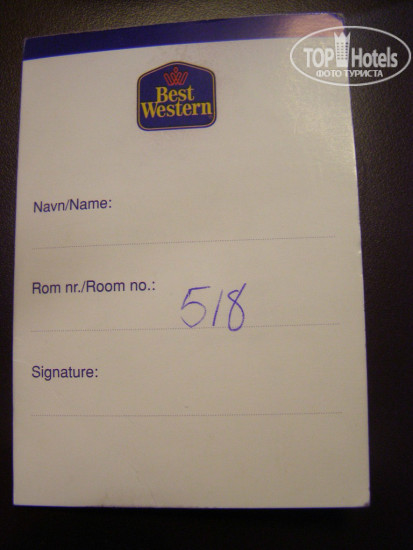 TOP Hotels
ФОТО ТУРИСТА
Best
Western
Navn/Name:
Rom nr./Room no.: 518
Signature: